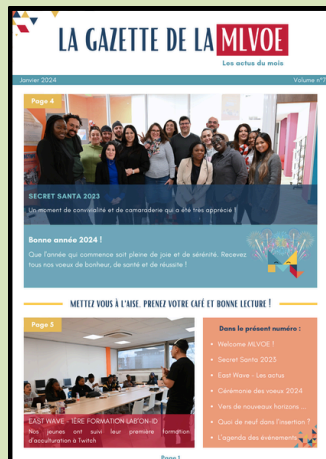 LA GAZETTE DE LA MLVOE
Les actus du mois
Janvier 2024
Volume n°7
Page 4
SECRET SANTA 2023
Un moment de convivialité et de camaraderie qui a été très apprécié !
Bonne année 2024 !
Que l'année qui commence soit pleine de joie et de sérénité. Recevez
tous nos voeux de bonheur, de santé et de réussite !
METTEZ VOUS À L'AISE, PRENEZ VOTRE CAFÉ ET BONNE LECTURE !
Page 5
EAST WAVE - 1ÈRE FORMATION LAB'ON-ID
Nos jeunes ont suivi leur première formation
d'acculturation à Twitch
Dans le présent numéro :
Welcome MLVOE !
Secret Santa 2023
East Wave - Les actus
Cérémonie des voeux 2024
Vers de nouveaux horizons ...
Quoi de neuf dans l'insertion ?
L'agenda des évènements
Page 1